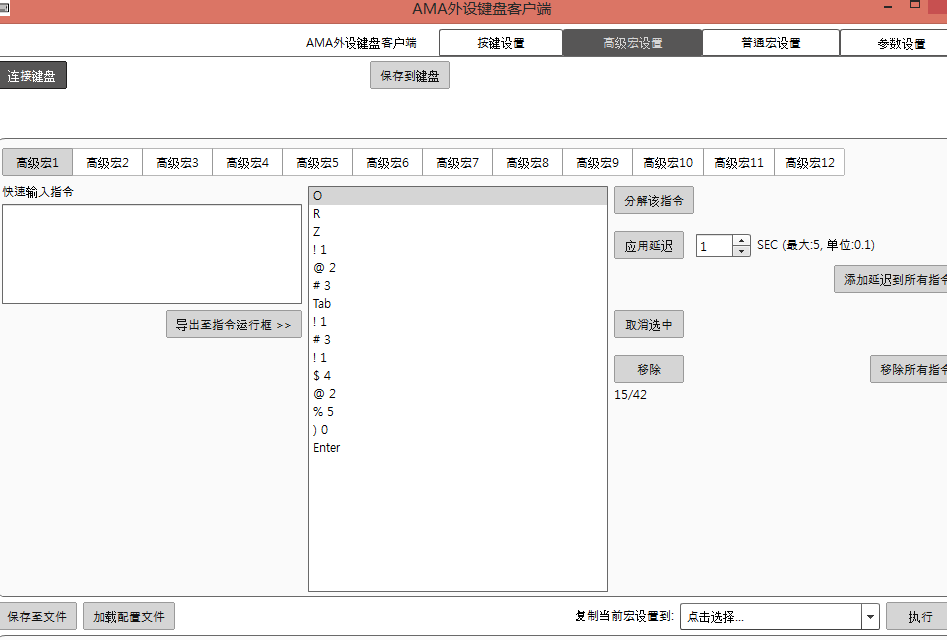 AMA外设键盘客户端
AMA外设键盘客户端 按键设置 高级宏设置 普通宏设置 参数设置
连接键盘 保存到键盘
高级宏1 高级宏2 高级宏3 高级宏4 高级宏5 高级宏6 高级宏7 高级宏8 高级宏9 高级宏10 高级宏11 高级宏12
快速输入指令
导出至指令运行框 >>
O
R
Z
! 1
@ 2
# 3
Tab
! 1
# 3
! 1
$ 4
@ 2
% 5
) 0
Enter
分解该指令
应用延迟 1 SEC (最大:5, 单位:0.1)
添加延迟到所有指令
取消选中
移除 移除所有指令
15/42
保存至文件 加载配置文件 复制当前宏设置到: 点击选择... 执行